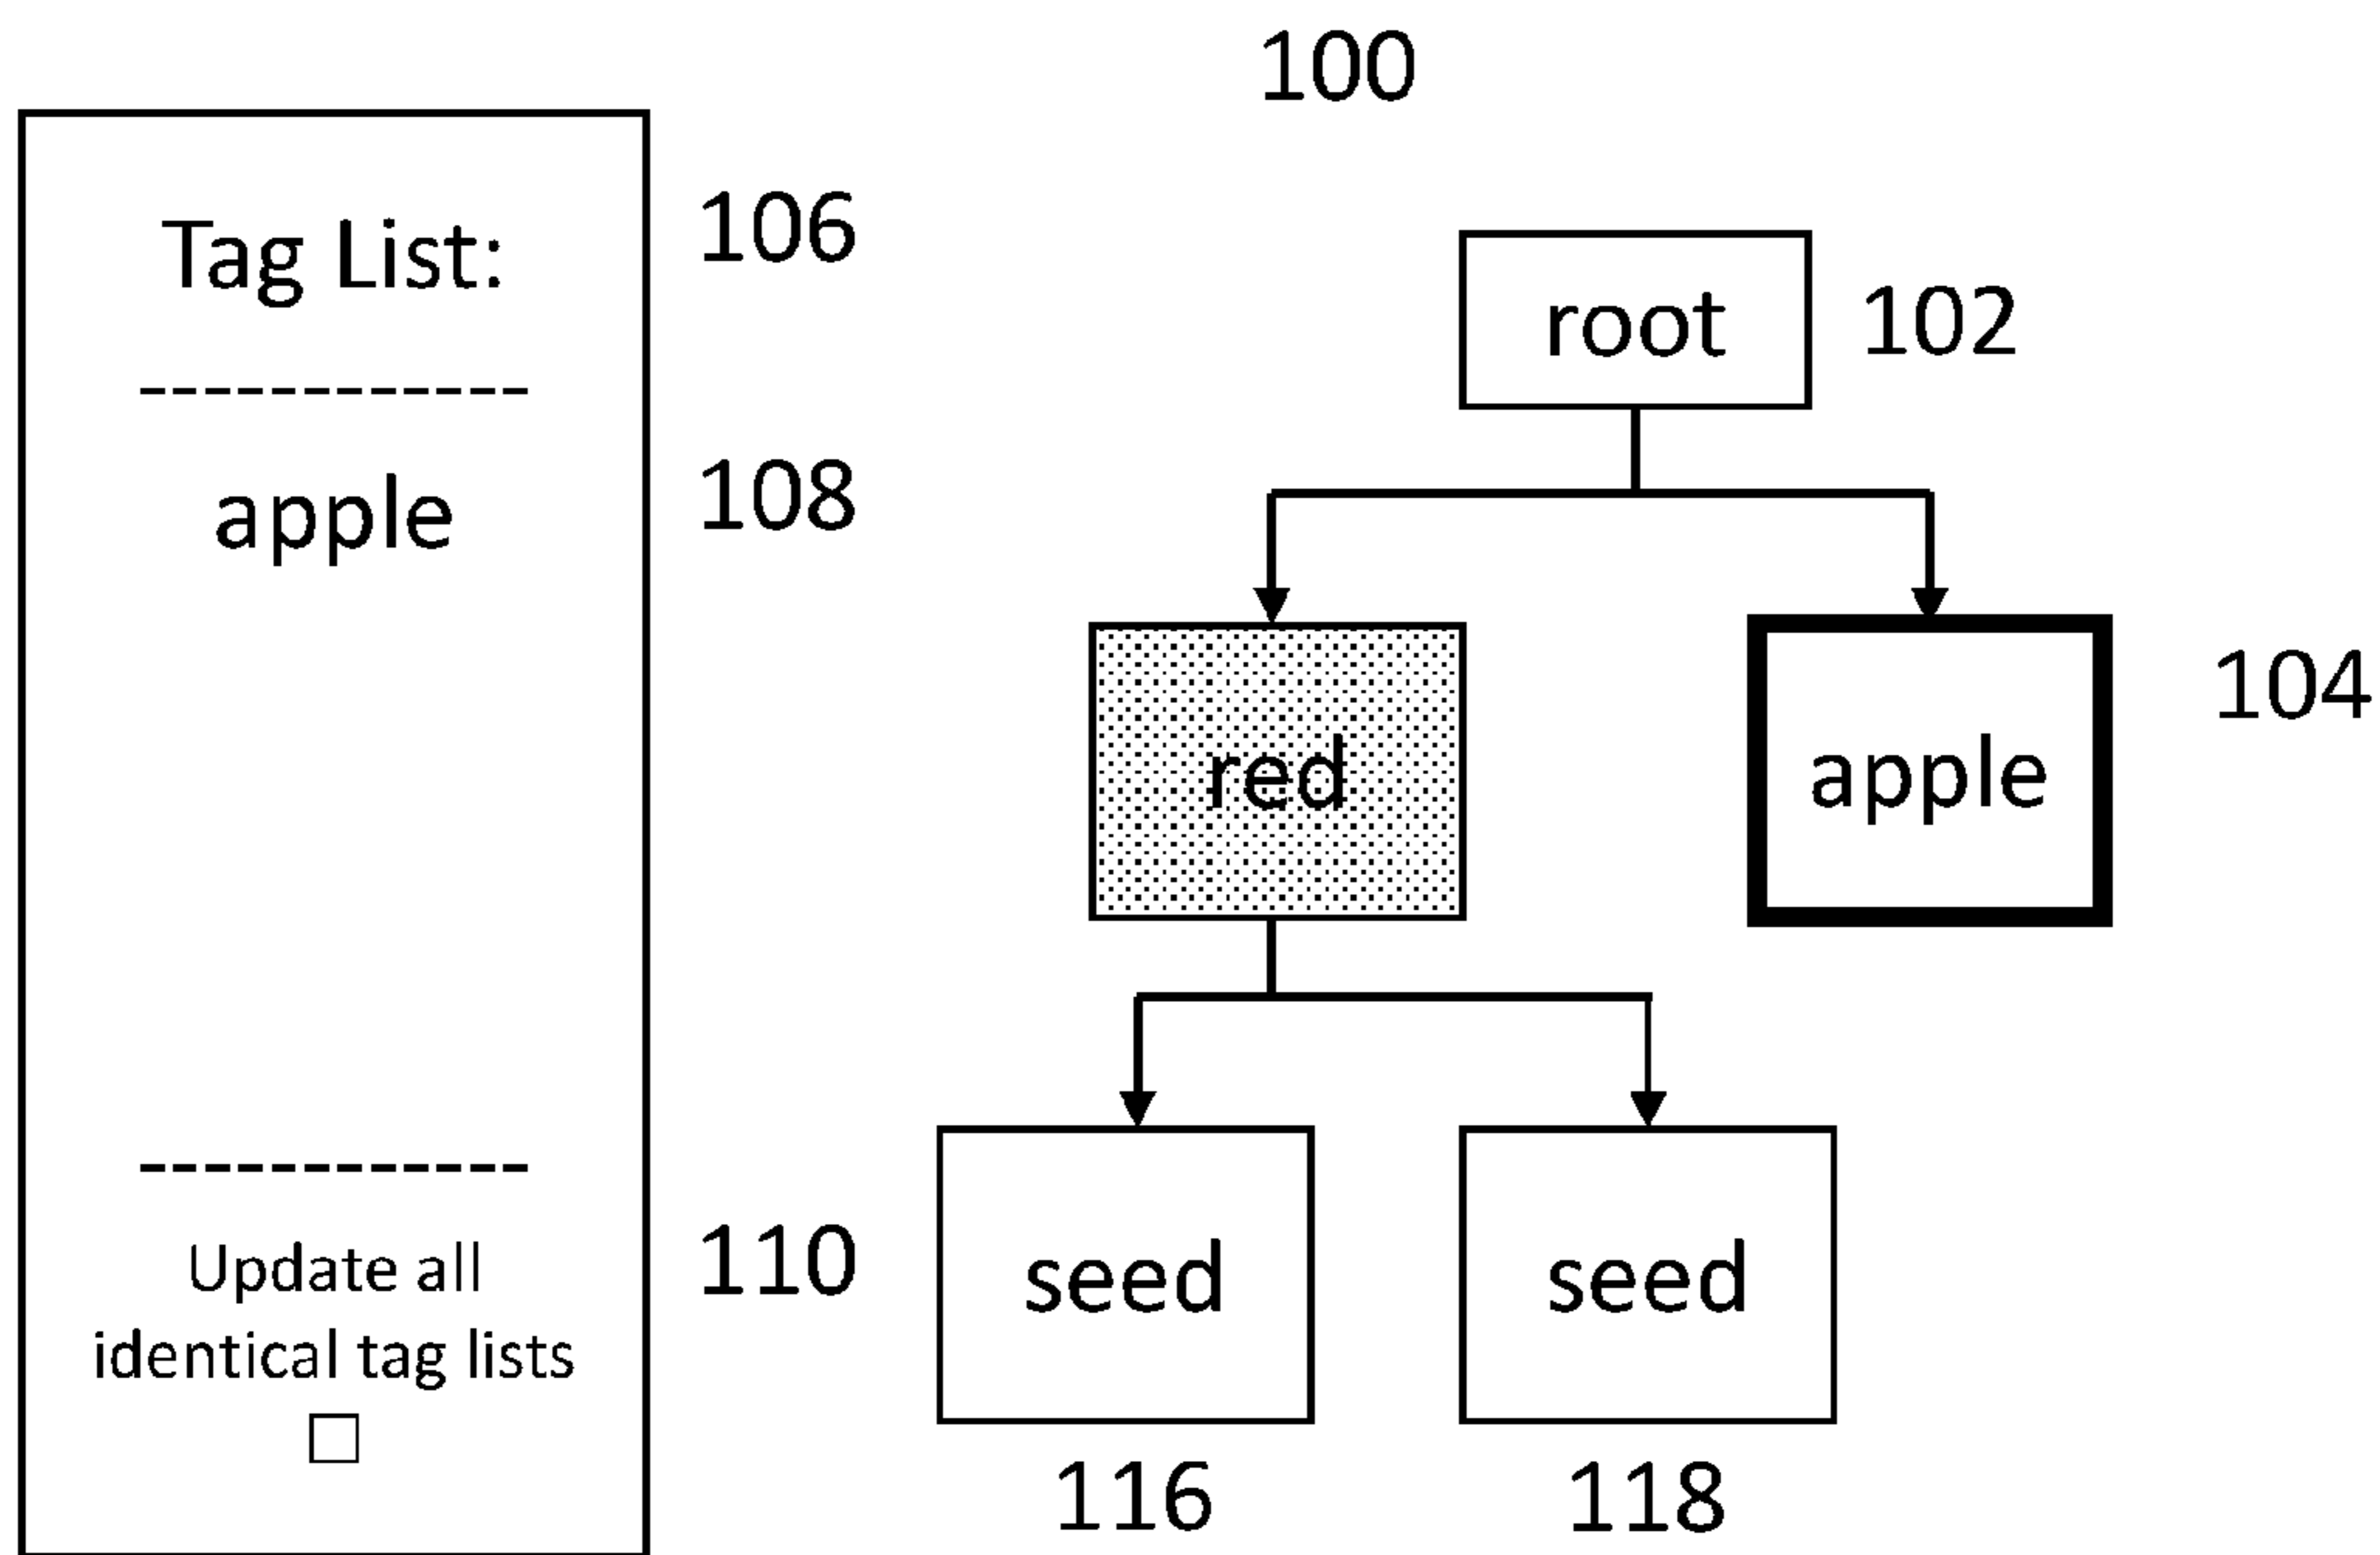 100
Tag List:
106
root
102
apple
108
red
apple
104
Update all
identical tag lists
110
seed
seed
116
118